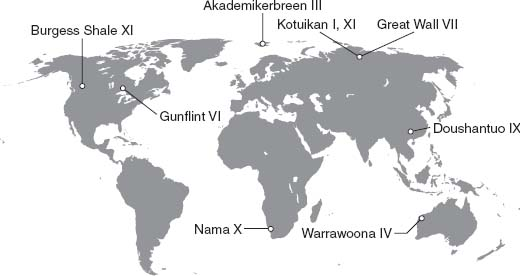 Akademikerbreen III
Burgess Shale XI
Kotuikan I, XI
Great Wall VII
Gunflint VI
Doushantuo IX
Nama X
Warrawoona IV